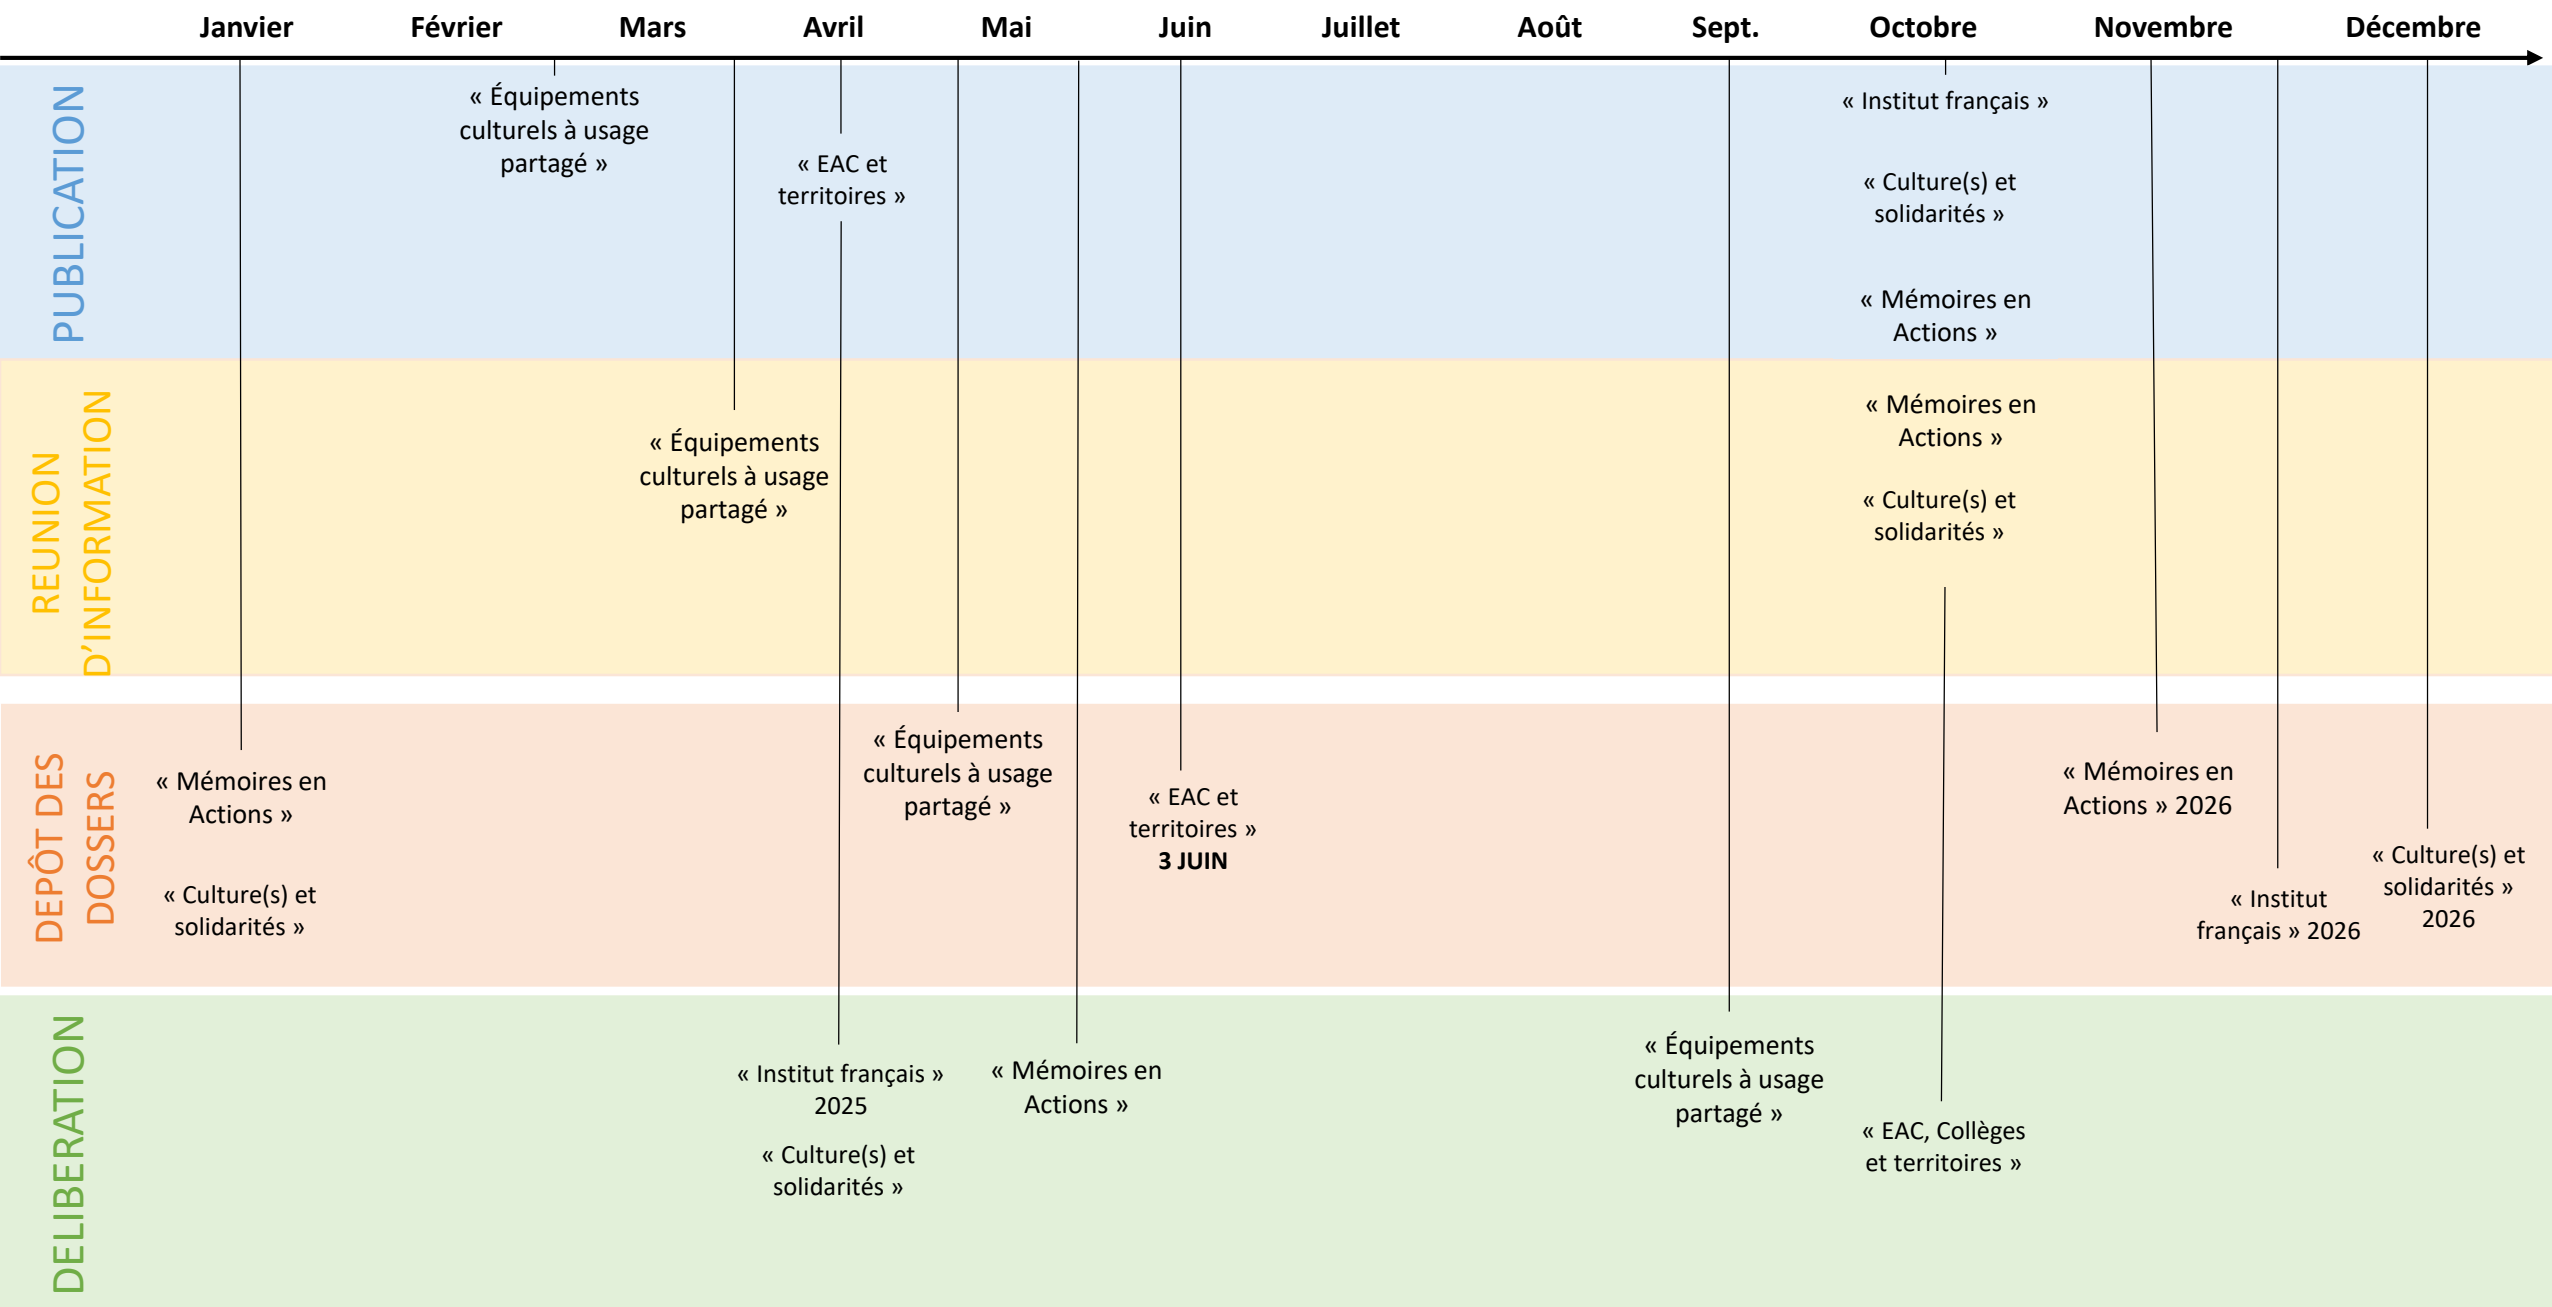 Janvier Février Mars Avril Mai Juin Juillet Août Sept. Octobre Novembre Décembre
PUBLICATION
« Équipements
culturels à usage
partagé »
« EAC et
territoires »
« Institut français »
« Culture(s) et
solidarités »
« Mémoires en
Actions »
REUNION
D'INFORMATION
« Équipements
culturels à usage
partagé »
« Mémoires en
Actions »
« Culture(s) et
solidarités »
DEPÔT DES
DOSSERS
« Mémoires en
Actions »
« Culture(s) et
solidarités »
« Équipements
culturels à usage
partagé »
« EAC et
territoires »
3 JUIN
« Mémoires en
Actions » 2026
« Institut
français » 2026
« Culture(s) et
solidarités »
2026
DELIBERATION
« Institut français »
2025
« Culture(s) et
solidarités »
« Mémoires en
Actions »
« Équipements
culturels à usage
partagé »
« EAC, Collèges
et territoires »